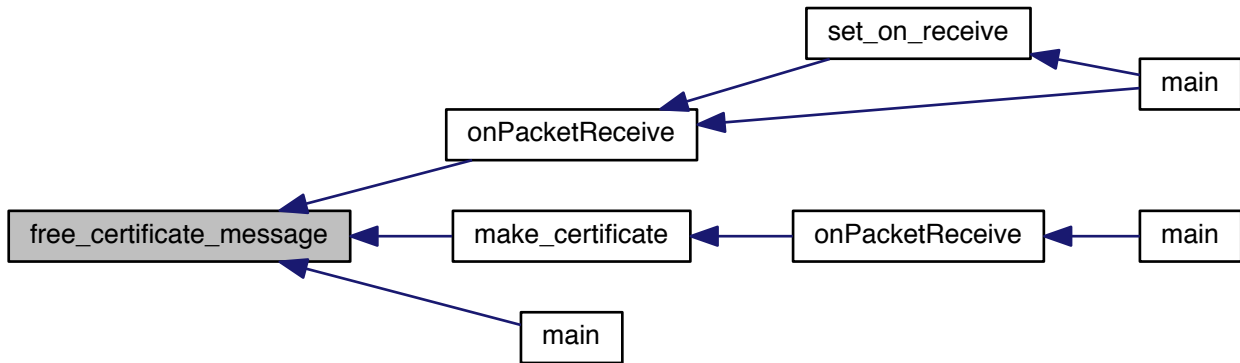 set_on_receive
main
onPacketReceive
free_certificate_message
make_certificate
onPacketReceive
main
main